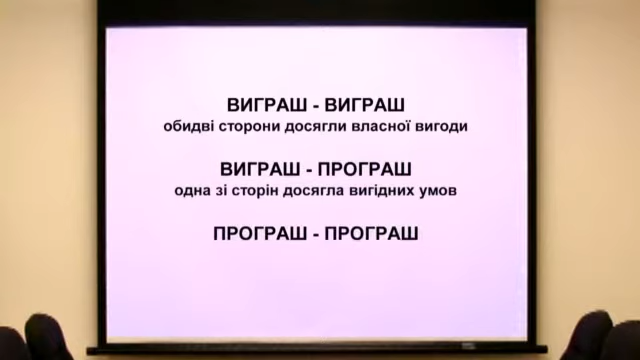 ВИГРАШ - ВИГРАШ
обидві сторони досягли власної вигоди
ВИГРАШ - ПРОГРАШ
одна зі сторін досягла вигідних умов
ПРОГРАШ - ПРОГРАШ